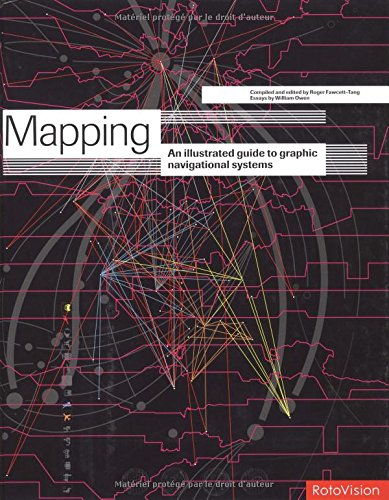 Matériel protégé par le droit d'auteur
Compiled and edited by Roger Fawcett-Tang
Essays by William Owen
Mapping
An illustrated guide to graphic
navigational systems
Matériel protégé par le droit d'auteur
RotoVision